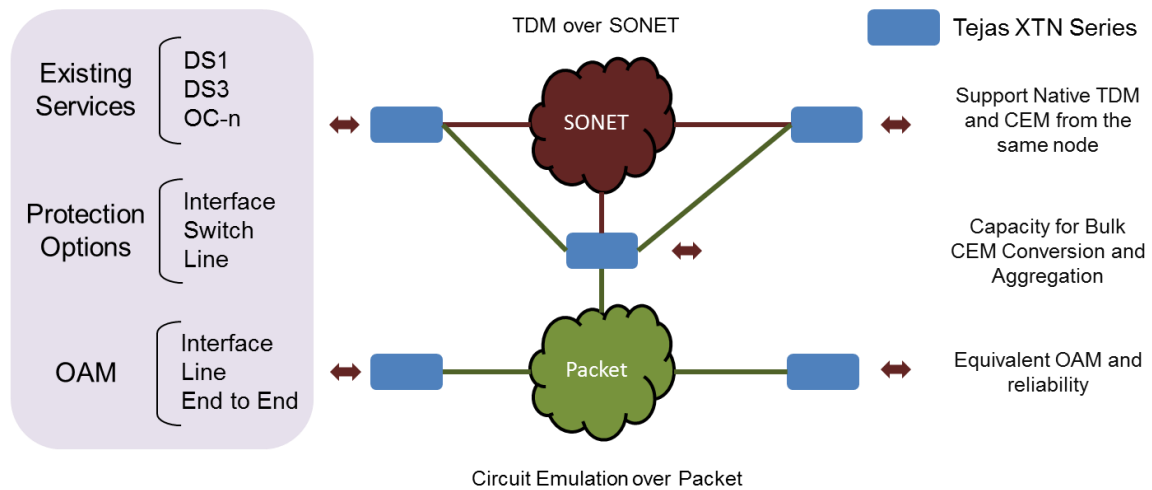 TDM over SONET
Tejas XTN Series
Existing
Services
DS1
DS3
OC-n
SONET
Support Native TDM
and CEM from the
same node
Protection
Options
Interface
Switch
Line
Capacity for Bulk
CEM Conversion and
Aggregation
OAM
Interface
Line
End to End
Packet
Equivalent OAM and
reliability
Circuit Emulation over Packet